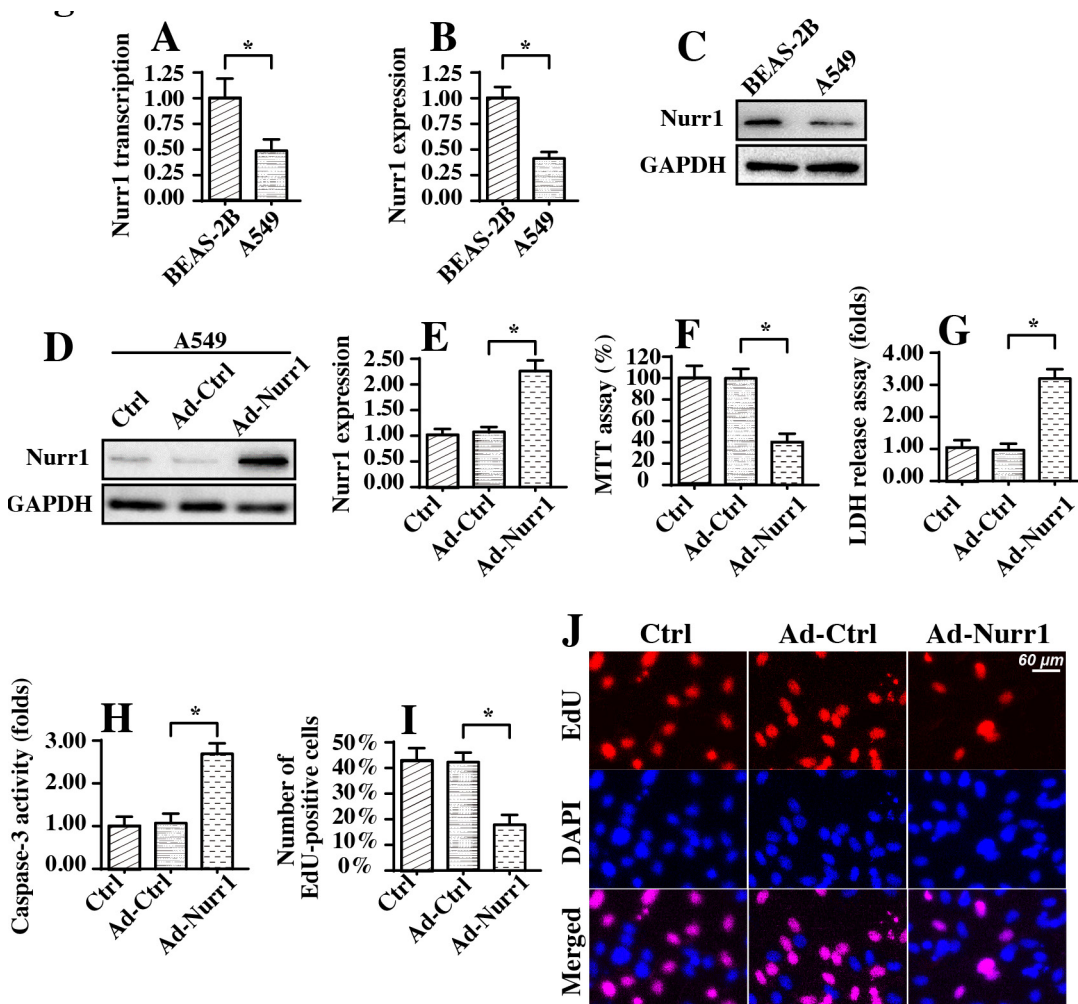 A
Nurr1 transcription
1.25
1.00
0.75
0.50
0.25
0.00
*
BEAS-2B
A549
B
Nurr1 expression
1.25
1.00
0.75
0.50
0.25
0.00
*
BEAS-2B
A549
C
BEAS-2B
A549
Nurr1
GAPDH
D
A549
Ctrl
Ad-Ctrl
Ad-Nurr1
Nurr1
GAPDH
E
Nurr1 expression
2.50
2.00
1.50
1.00
0.50
0.00
*
Ctrl
Ad-Ctrl
Ad-Nurr1
F
MTT
assay (%)
120
100
80
60
40
20
0
*
Ctrl
Ad-Ctrl
Ad-Nurr1
G
LDH release assay (folds)
4.00
3.00
2.00
1.00
0.00
*
Ctrl
Ad-Ctrl
Ad-Nurr1
H
Caspase-3 activity (folds)
3.00
2.00
1.00
0.00
*
Ctrl
Ad-Ctrl
Ad-Nurr1
I
Number of
EdU-positive cells
50%
40%
30%
20%
10%
0%
*
Ctrl
Ad-Ctrl
Ad-Nurr1
J
Ctrl
Ad-Ctrl
Ad-Nurr1
60 µm
EdU
DAPI
Merged